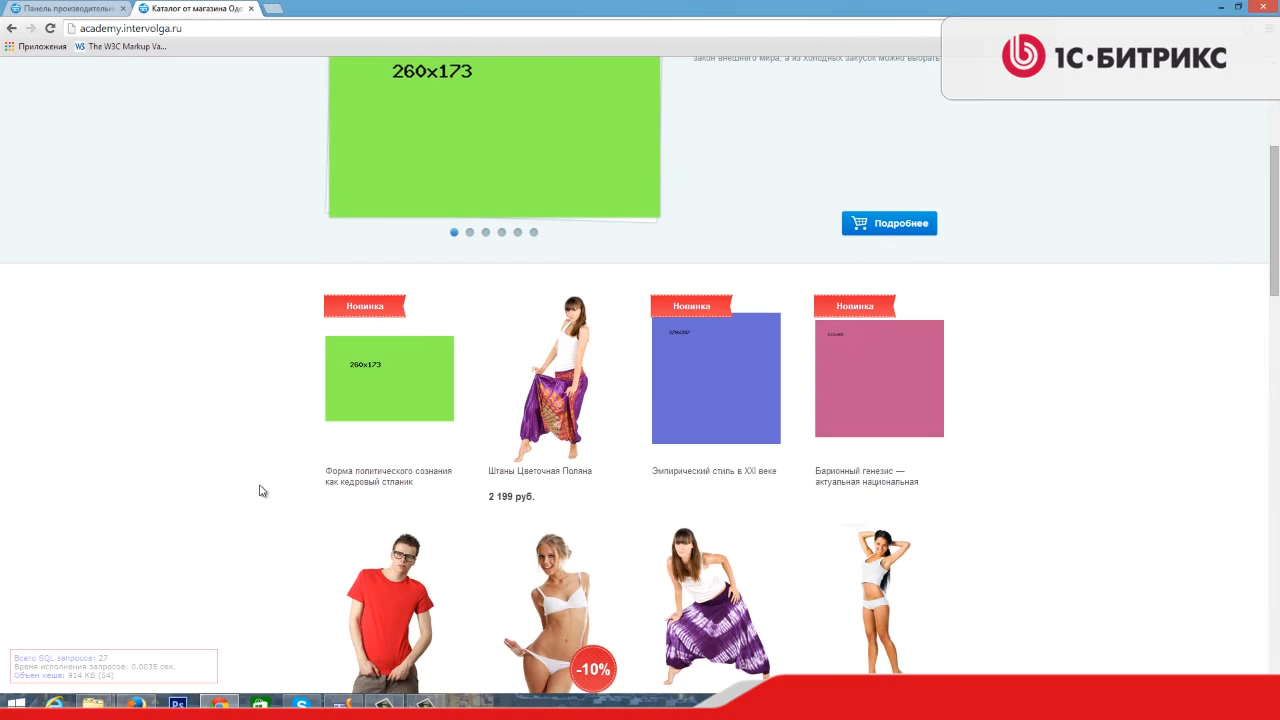 Панель производительн
Каталог от магазина Оде
academy.intervolga.ru
Приложения
The W3C Markup Va...
1С·БИТРИКС
закон внешнего мира, а из холодных закусок можно выбрать
260x173
Подробнее
Новинка
Новинка
Новинка
260x173
Форма политического сознания
как кедровый стланик
Штаны Цветочная Поляна
2 199 руб.
Эмпирический стиль в XXI веке
Барионный генезис —
актуальная национальная
-10%
Всего SQL запросов: 27
Время исполнения запросов: 0.0035 сек.
Объем кеша: 914 КБ (54)